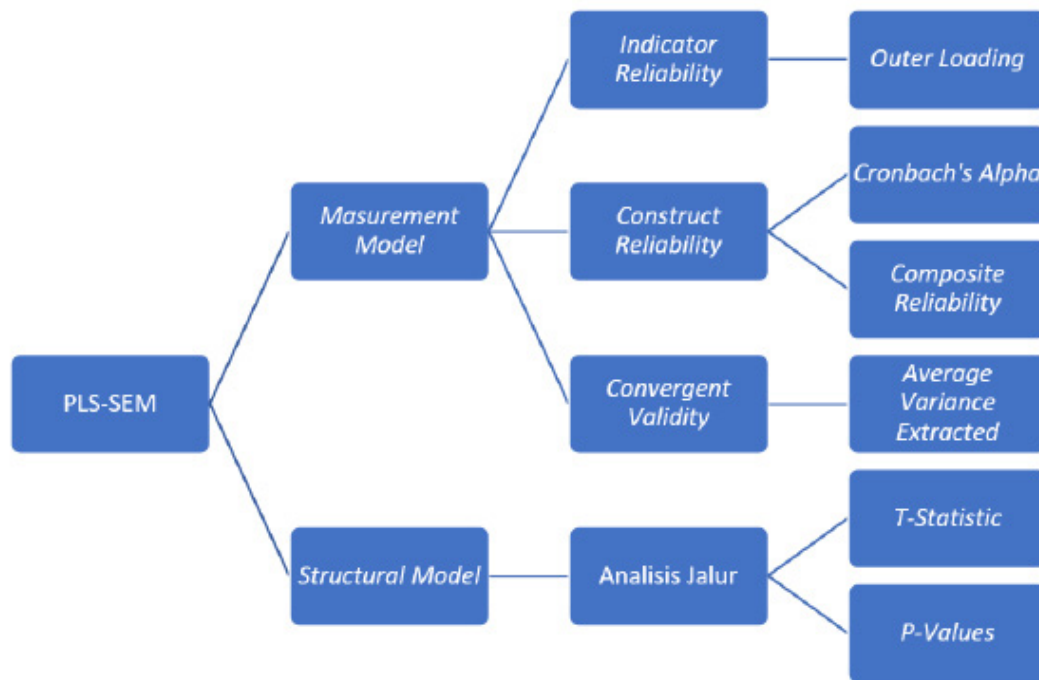 PLS-SEM
Masurement
Model
Indicator
Reliability
Outer Loading
Construct
Reliability
Cronbach's Alpha
Composite
Reliability
Convergent
Validity
Average
Variance
Extracted
Structural Model
Analisis Jalur
T-Statistic
P-Values